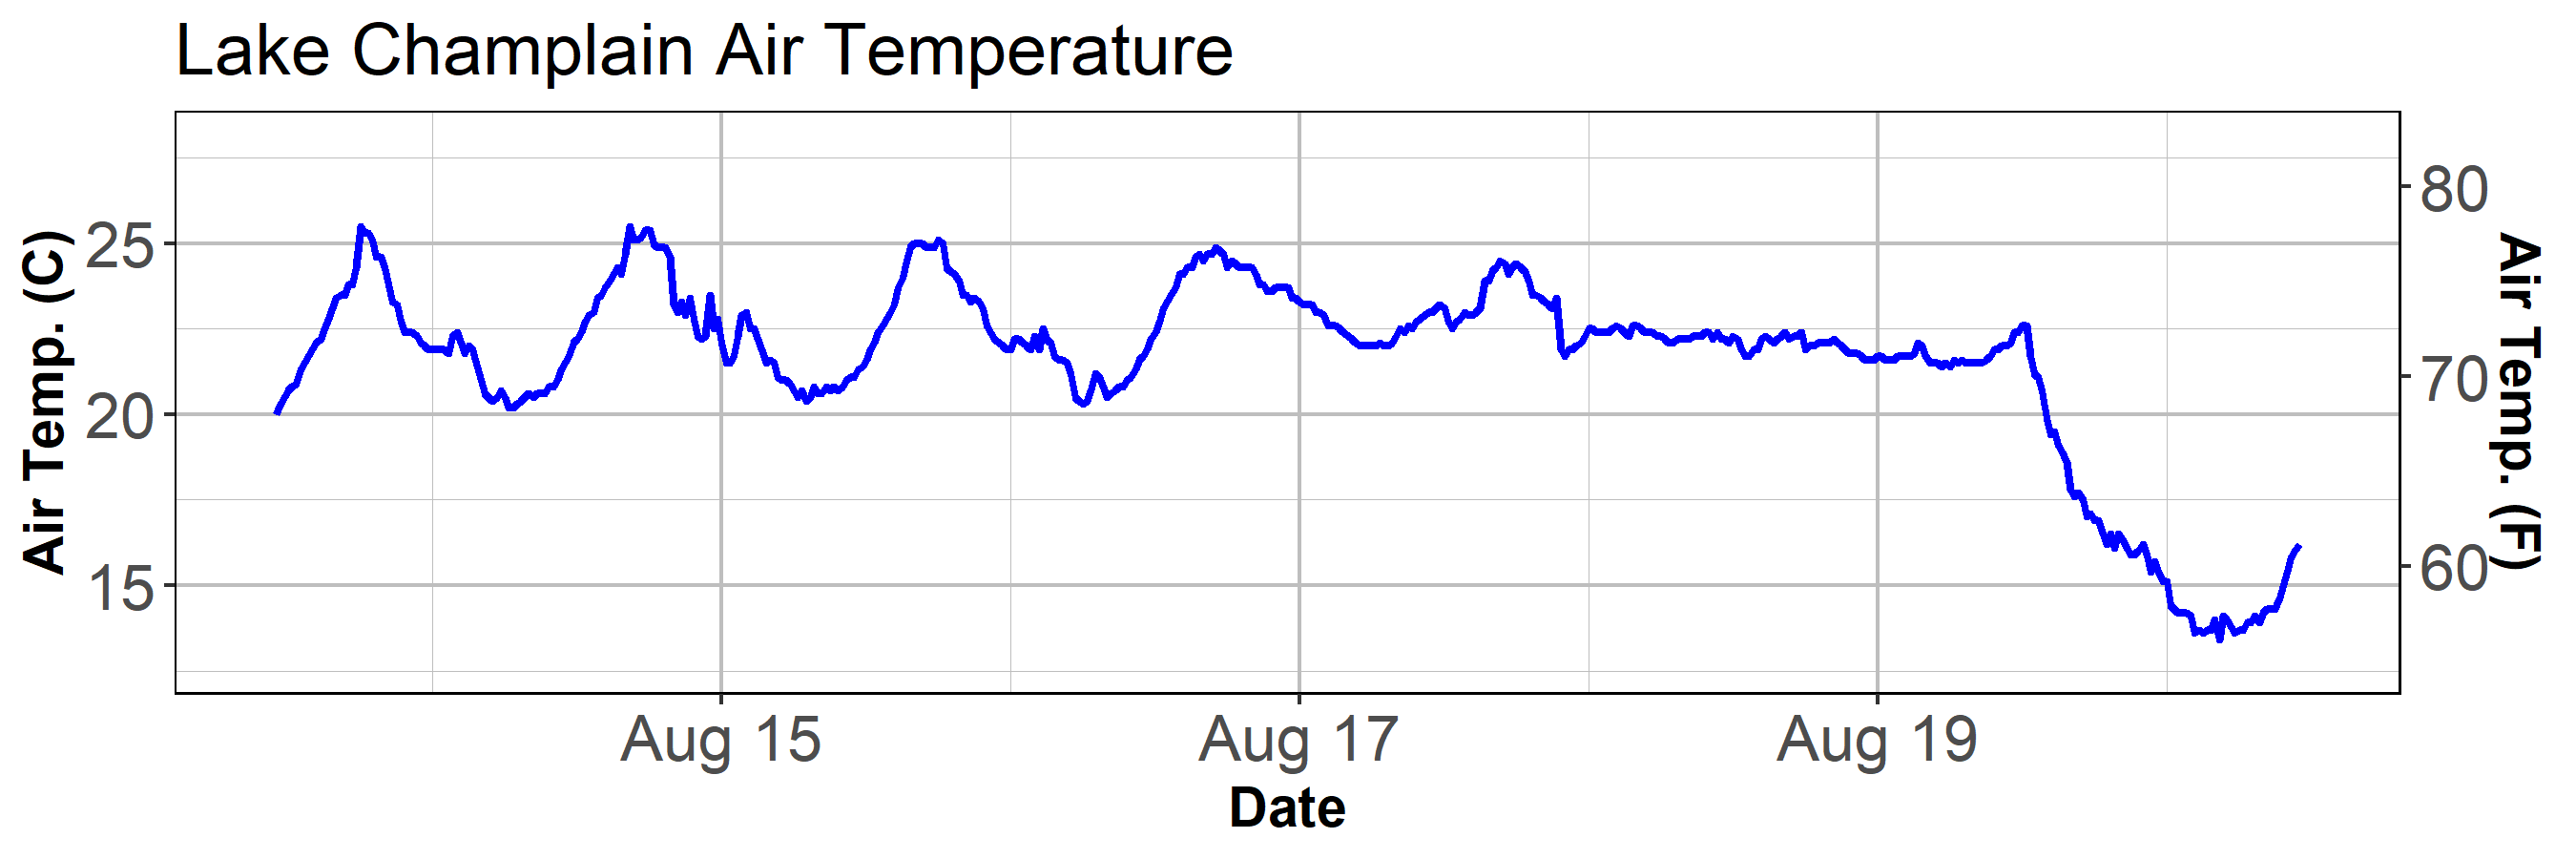 Lake Champlain Air Temperature
Air Temp. (C)
25
20
15
80
70
60
Air Temp. (F)
Aug 15
Aug 17
Aug 19
Date